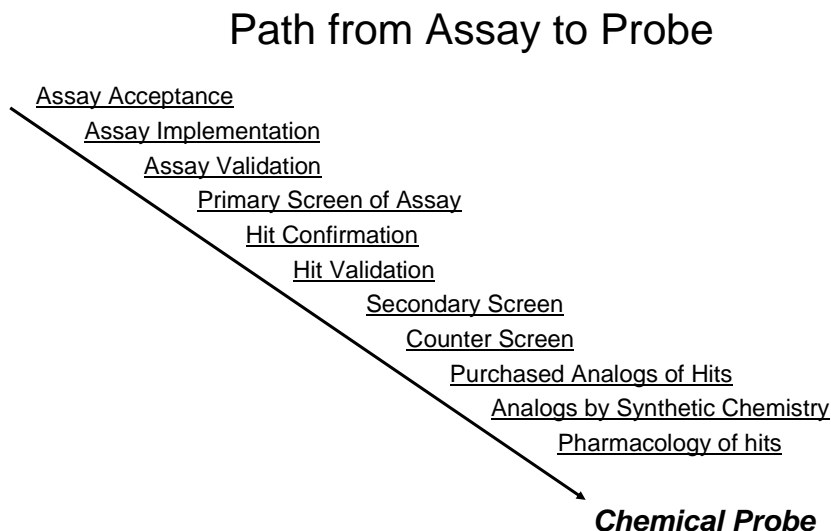 Path from Assay to Probe
Assay Acceptance
Assay Implementation
Assay Validation
Primary Screen of Assay
Hit Confirmation
Hit Validation
Secondary Screen
Counter Screen
Purchased Analogs of Hits
Analogs by Synthetic Chemistry
Pharmacology of hits
Chemical Probe